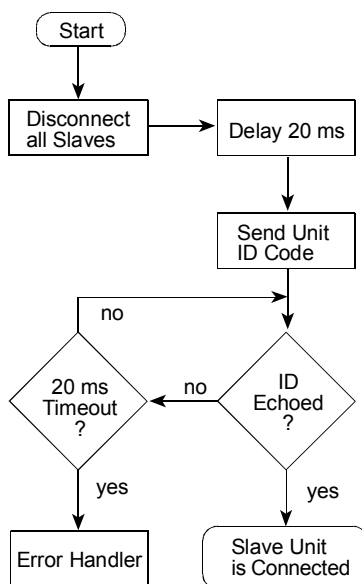 Start
Disconnect
all Slaves
Delay 20 ms
Send Unit
ID Code
no
20 ms
Timeout
?
no
ID
Echoed
?
yes
yes
Error Handler
Slave Unit
is Connected